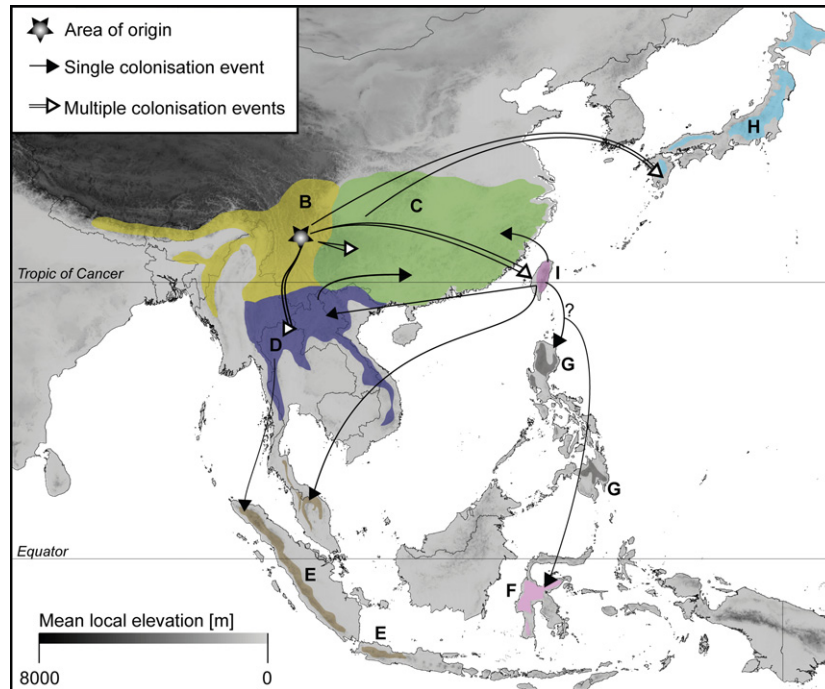 Area of origin
Single colonisation event
Multiple colonisation events
H
B
C
Tropic of Cancer
I
?
D
G
G
Equator
E
F
E
Mean local elevation [m]
8000
0